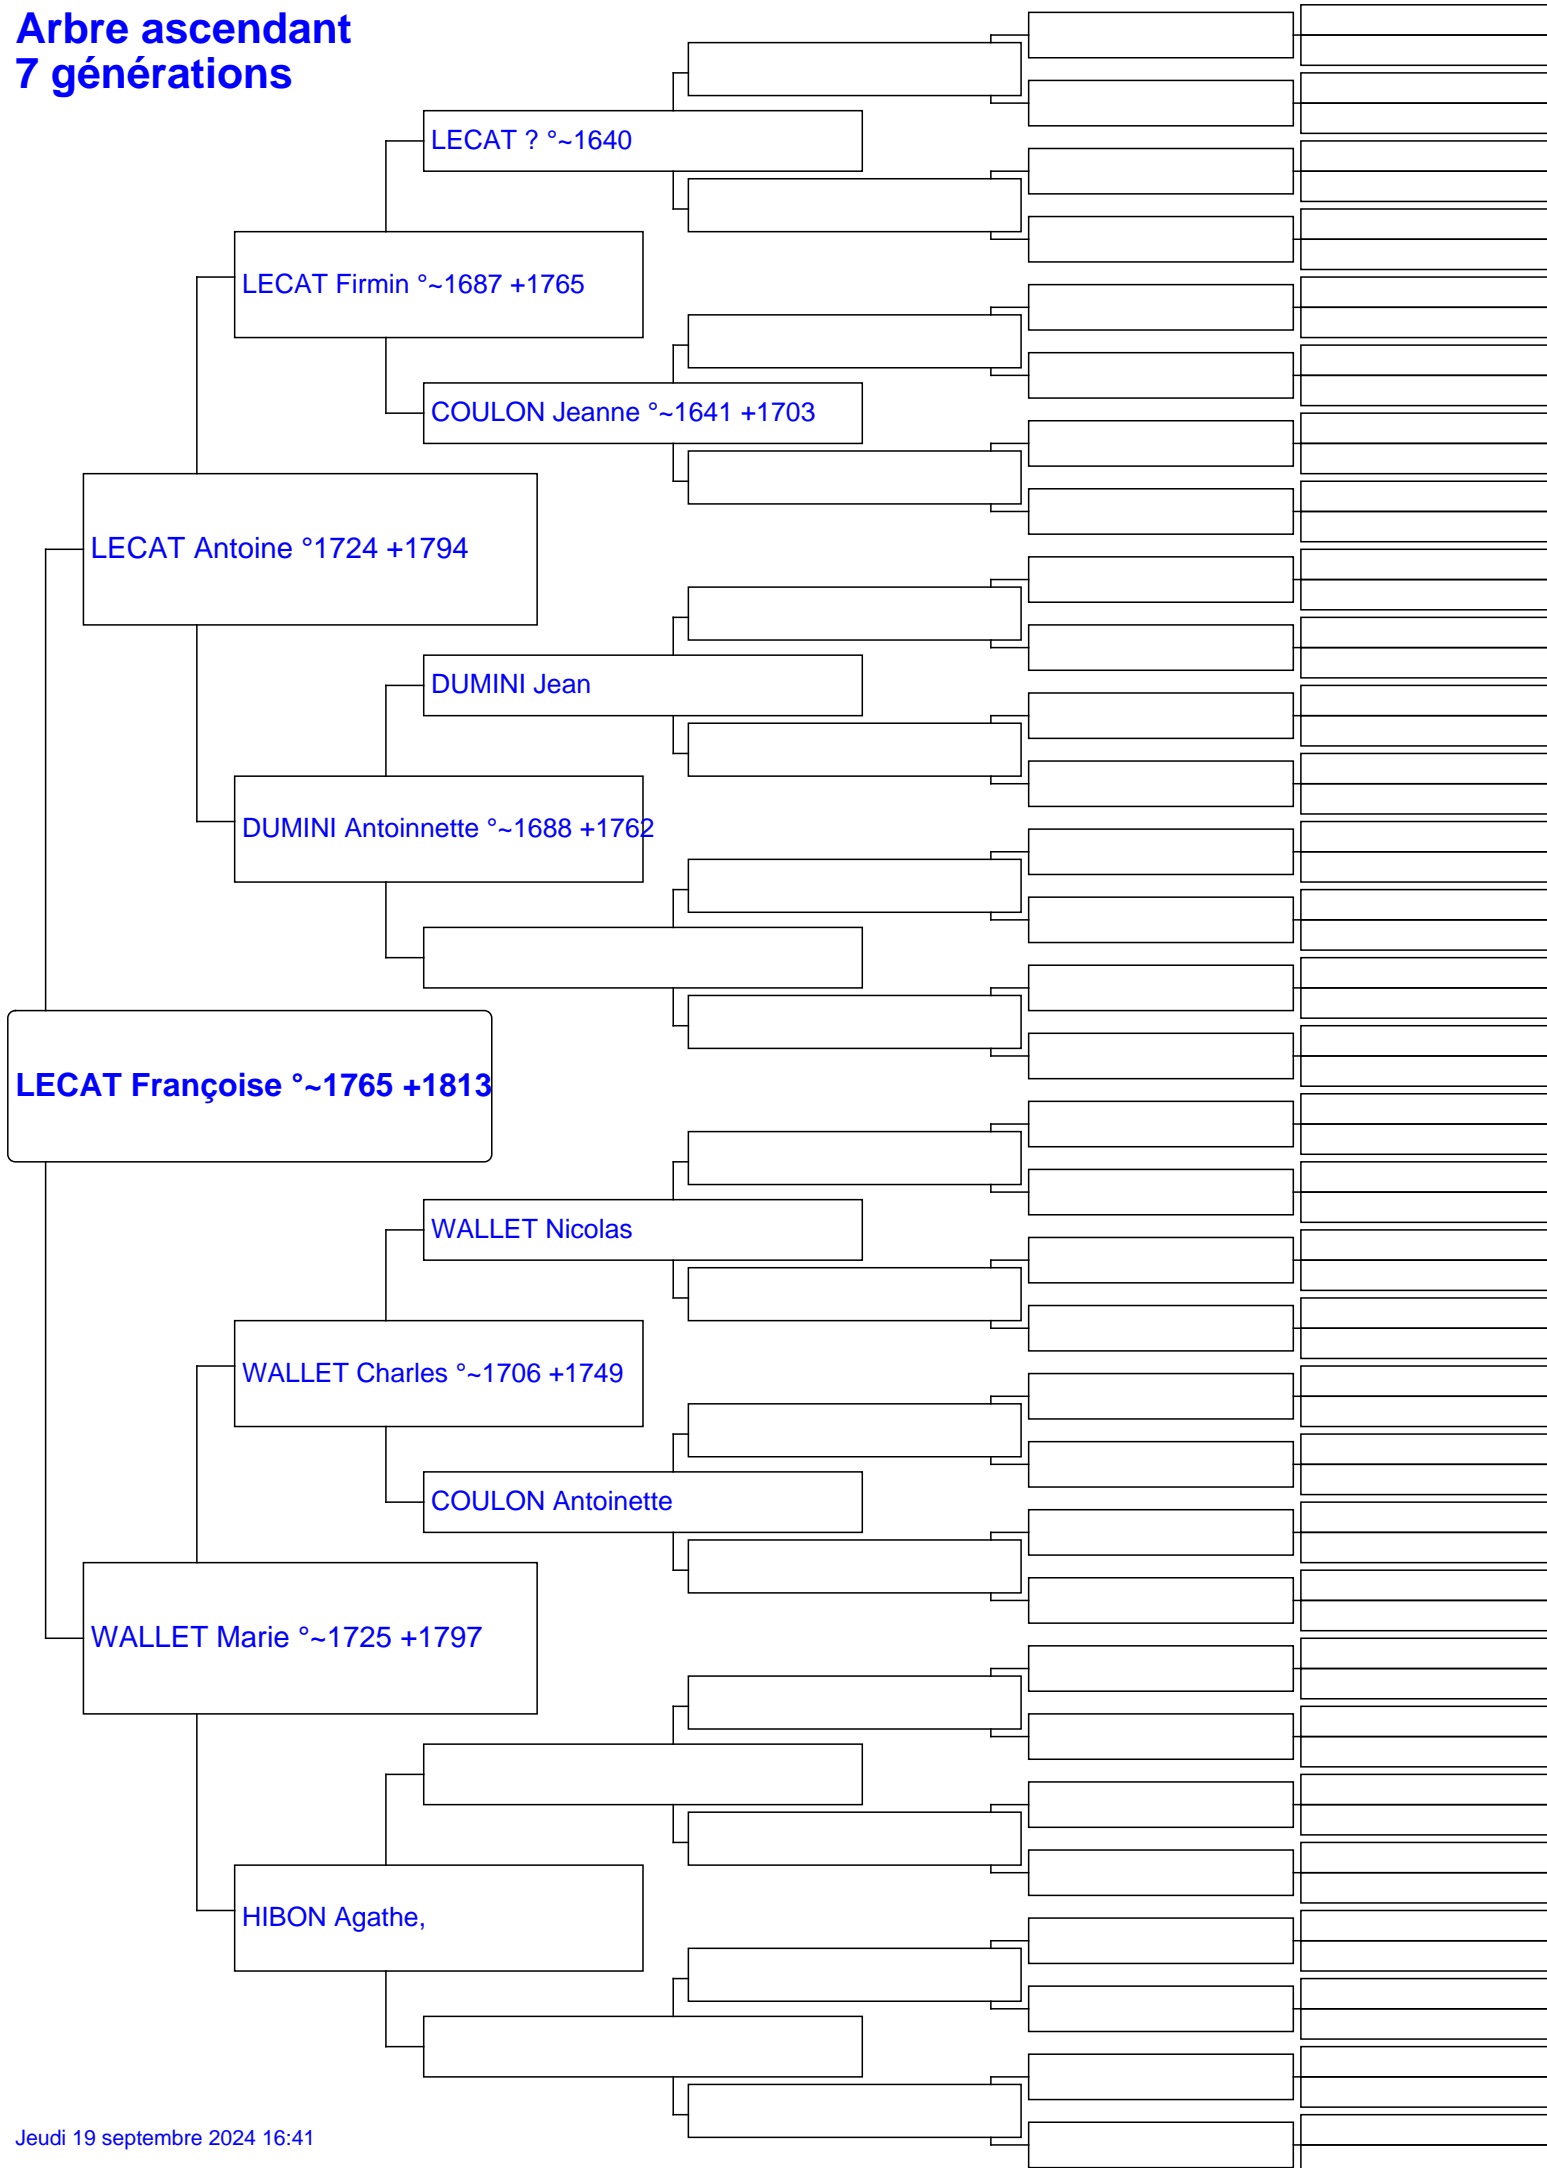 Arbre ascendant
7 générations
LECAT ? °~1640
LECAT Firmin °~1687 +1765
COULON Jeanne °~1641 +1703
LECAT Antoine °1724 +1794
DUMINI Jean
DUMINI Antoinnette °~1688 +1762
LECAT Françoise °~1765 +1813
WALLET Nicolas
WALLET Charles °~1706 +1749
COULON Antoinette
WALLET Marie °~1725 +1797
HIBON Agathe,
Jeudi 19 septembre 2024 16:41